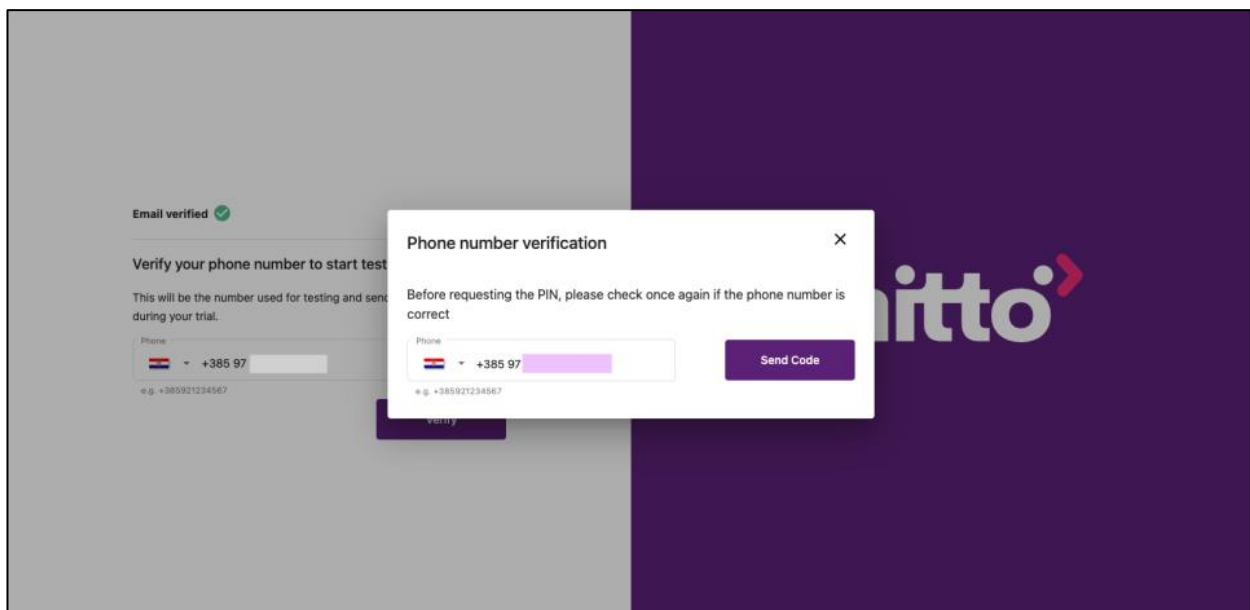 Email verified
Verify your phone number to start test
This will be the number used for testing and send
during your trial.
Phone
+385 97
e.g. +385921234567
Verify
Phone number verification
Before requesting the PIN, please check once again if the phone number is
correct
Phone
+385 97
Send Code
e.g. +385921234567
itto